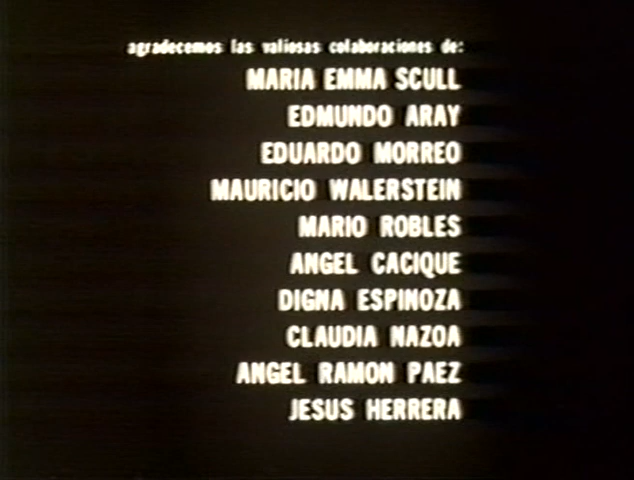 agradecemos las valiosas colaboraciones de:
MARIA EMMA SCULL
EDMUNDO ARAY
EDUARDO MORREO
MAURICIO WALERSTEIN
MARIO ROBLES
ANGEL CACIQUE
DIGNA ESPINOZA
CLAUDIA NAZOA
ANGEL RAMON PAEZ
JESUS HERRERA